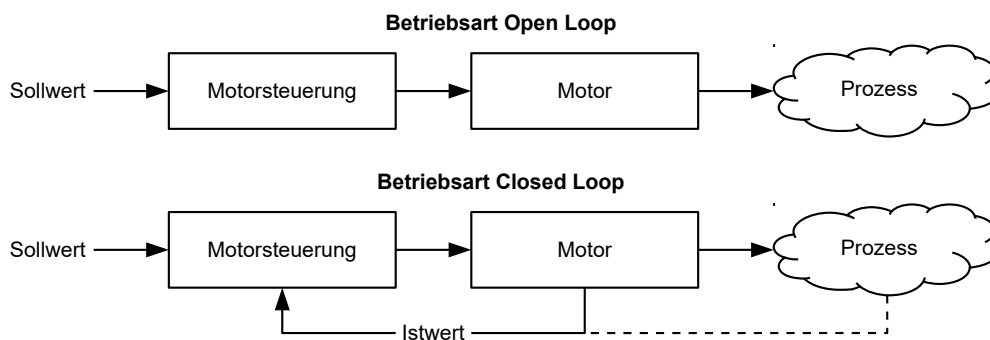 Betriebsart Open Loop
Sollwert
Motorsteuerung
Motor
Prozess
Betriebsart Closed Loop
Sollwert
Motorsteuerung
Motor
Prozess
Istwert